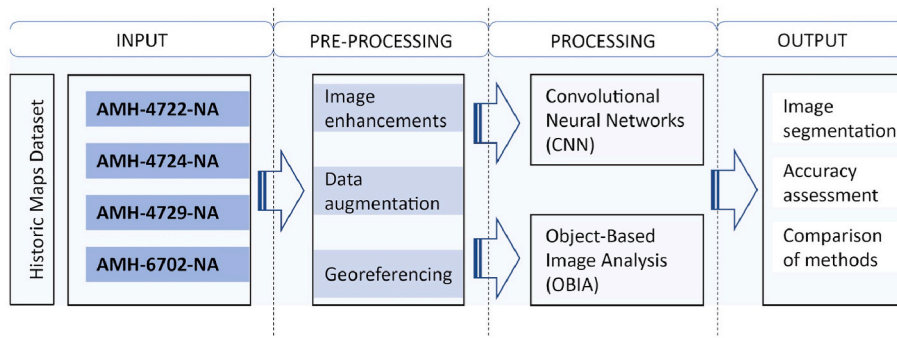 INPUT
PRE-PROCESSING
PROCESSING
OUTPUT
Historic Maps Dataset
AMH-4722-NA
AMH-4724-NA
AMH-4729-NA
AMH-6702-NA
Image
enhancements
Data
augmentation
Georeferencing
Convolutional
Neural Networks
(CNN)
Object-Based
Image Analysis
(OBIA)
Image
segmentation
Accuracy
assessment
Comparison
of methods